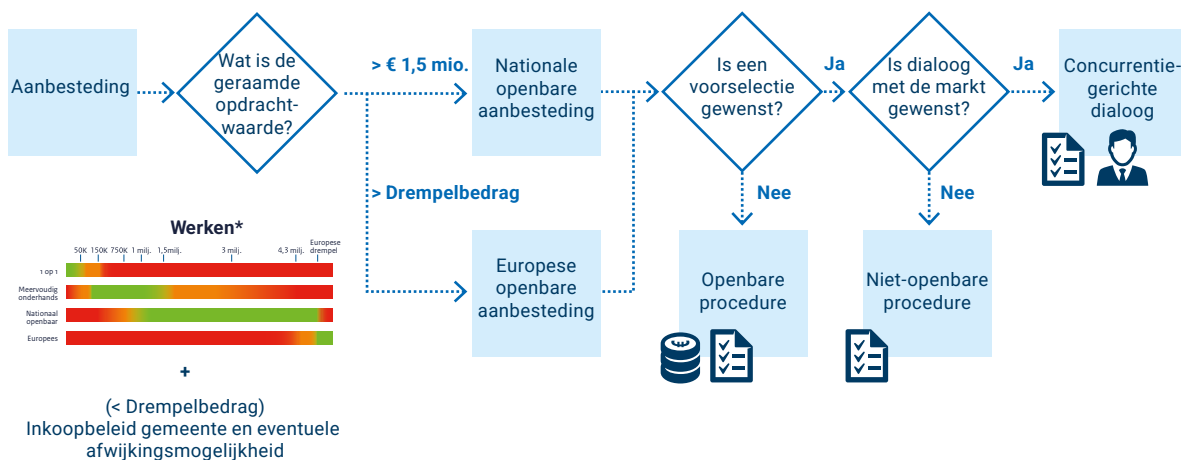 Aanbesteding
Wat is de
geraamde
opdracht-
waarde?
> € 1,5 mio.
Nationale
openbare
aanbesteding
> Drempelbedrag
Europese
openbare
aanbesteding
Is een
voorselectie
gewenst?
Ja
Is dialoog
met de markt
gewenst?
Ja
Concurrentie-
gerichte
dialoog
Nee
Openbare
procedure
Nee
Niet-openbare
procedure
Werken*
50K 150K 750K 1 milj. 1,5milj. 3 milj. 4,3 milj. Europese
drempel
1 op 1
Meervoudig
onderhands
Nationaal
openbaar
Europees
+
(< Drempelbedrag)
Inkoopbeleid gemeente en eventuele
afwijkingsmogelijkheid